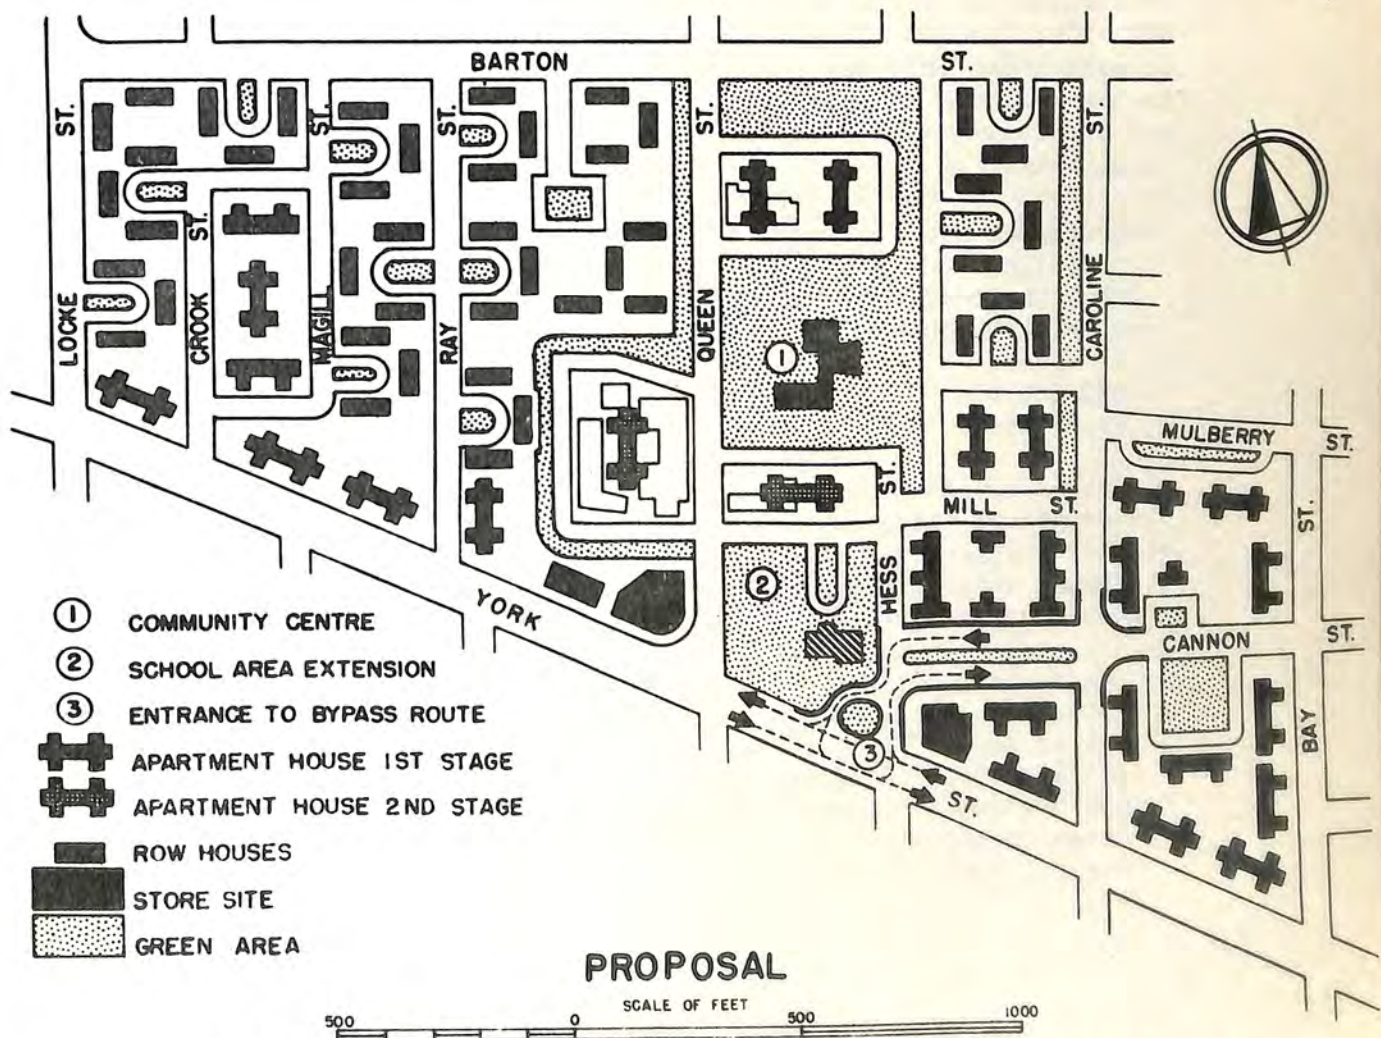 BARTON
ST.
ST.
ST.
ST.
ST.
ST.
ST.
LOCKE
CROOK
MAGILL
RAY
QUEEN
CAROLINE
1
MULBERRY
ST.
ST.
MILL
ST.
ST.
2
HESS
YORK
CANNON
ST.
BAY
3
ST.
1 COMMUNITY CENTRE
2 SCHOOL AREA EXTENSION
3 ENTRANCE TO BYPASS ROUTE
APARTMENT HOUSE 1ST STAGE
APARTMENT HOUSE 2ND STAGE
ROW HOUSES
STORE SITE
GREEN AREA
PROPOSAL
SCALE OF FEET
500 0 500 1000